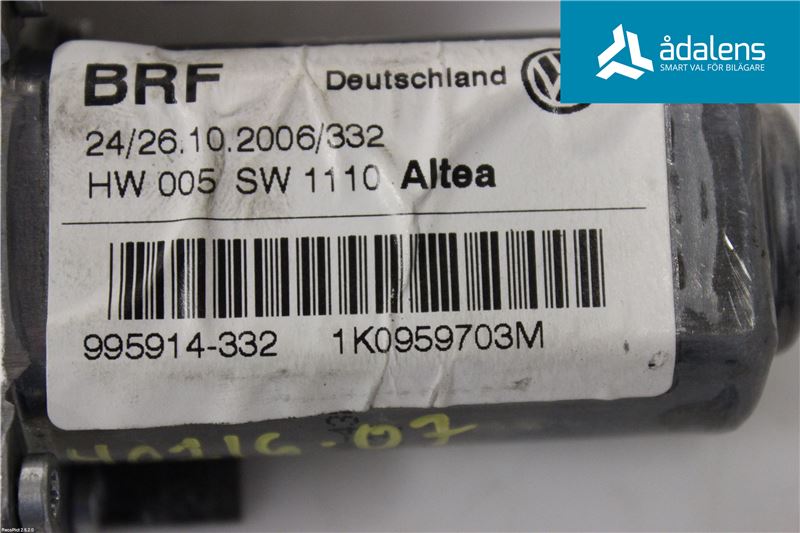 ådalens
SMART VAL FÖR BILÄGARE
BRF Deutschland
24/26.10.2006/332
HW 005 SW 1110 Altea
995914-332 1K0959703M